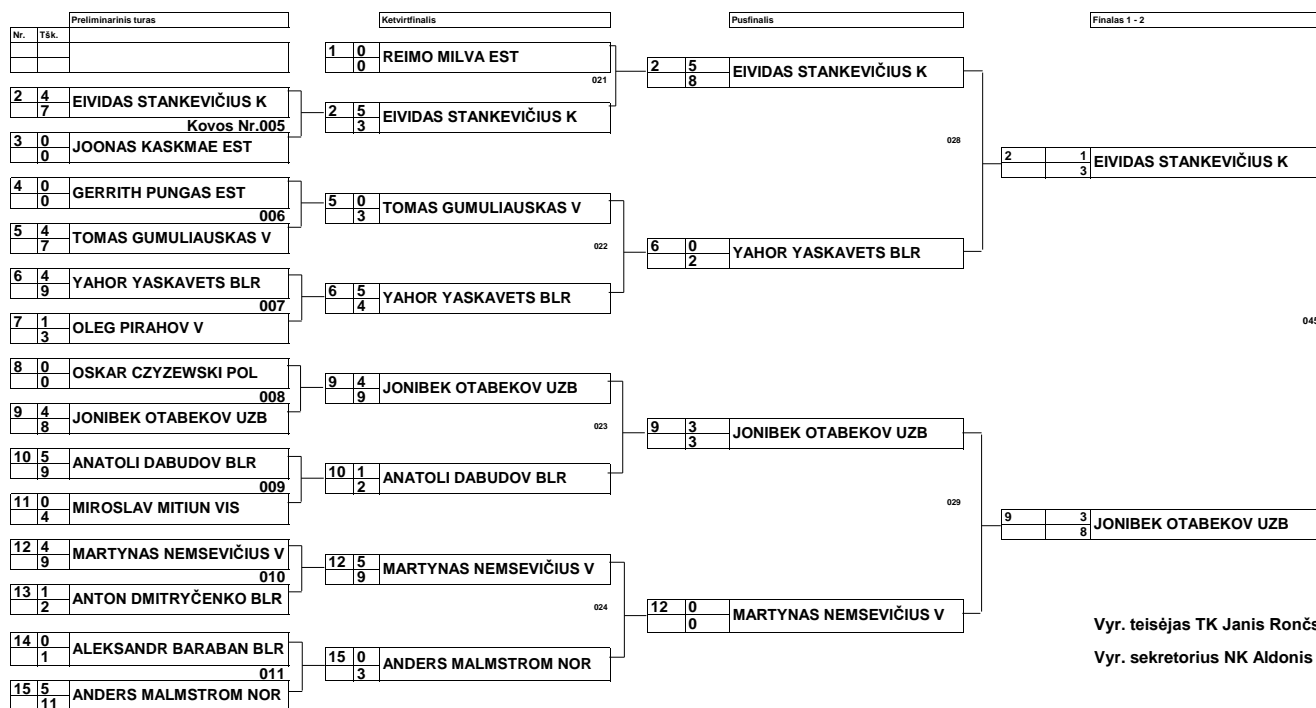 Preliminarinis turas
Ketvirtfinalis
Pusfinalis
Finalas 1 - 2
Nr. Tšk.
1 0 REIMO MILVA EST
0
021
2 5 EIVIDAS STANKEVIČIUS K
8
2 4 EIVIDAS STANKEVIČIUS K
7
Kovos Nr.005
2 5 EIVIDAS STANKEVIČIUS K
3
3 0 JOONAS KASKMAE EST
0
028
2 1 EIVIDAS STANKEVIČIUS K
3
4 0 GERRITH PUNGAS EST
0
006
5 0 TOMAS GUMULIAUSKAS V
3
5 4 TOMAS GUMULIAUSKAS V
7
022
6 0 YAHOR YASKAVETS BLR
2
6 4 YAHOR YASKAVETS BLR
9
007
6 5 YAHOR YASKAVETS BLR
4
7 1 OLEG PIRAHOV V
3
045
8 0 OSKAR CZYZEWSKI POL
0
008
9 4 JONIBEK OTABEKOV UZB
9
9 4 JONIBEK OTABEKOV UZB
8
023
9 3 JONIBEK OTABEKOV UZB
3
10 5 ANATOLI DABUDOV BLR
9
009
10 1 ANATOLI DABUDOV BLR
2
11 0 MIROSLAV MITIUN VIS
4
029
9 3 JONIBEK OTABEKOV UZB
8
12 4 MARTYNAS NEMSEVIČIUS V
9
010
12 5 MARTYNAS NEMSEVIČIUS V
9
13 1 ANTON DMITRYČENKO BLR
2
024
12 0 MARTYNAS NEMSEVIČIUS V
0
14 0 ALEKSANDR BARABAN BLR
1
011
15 0 ANDERS MALMSTROM NOR
3
15 5 ANDERS MALMSTROM NOR
11
Vyr. teisėjas TK Janis Rončs
Vyr. sekretorius NK Aldonis